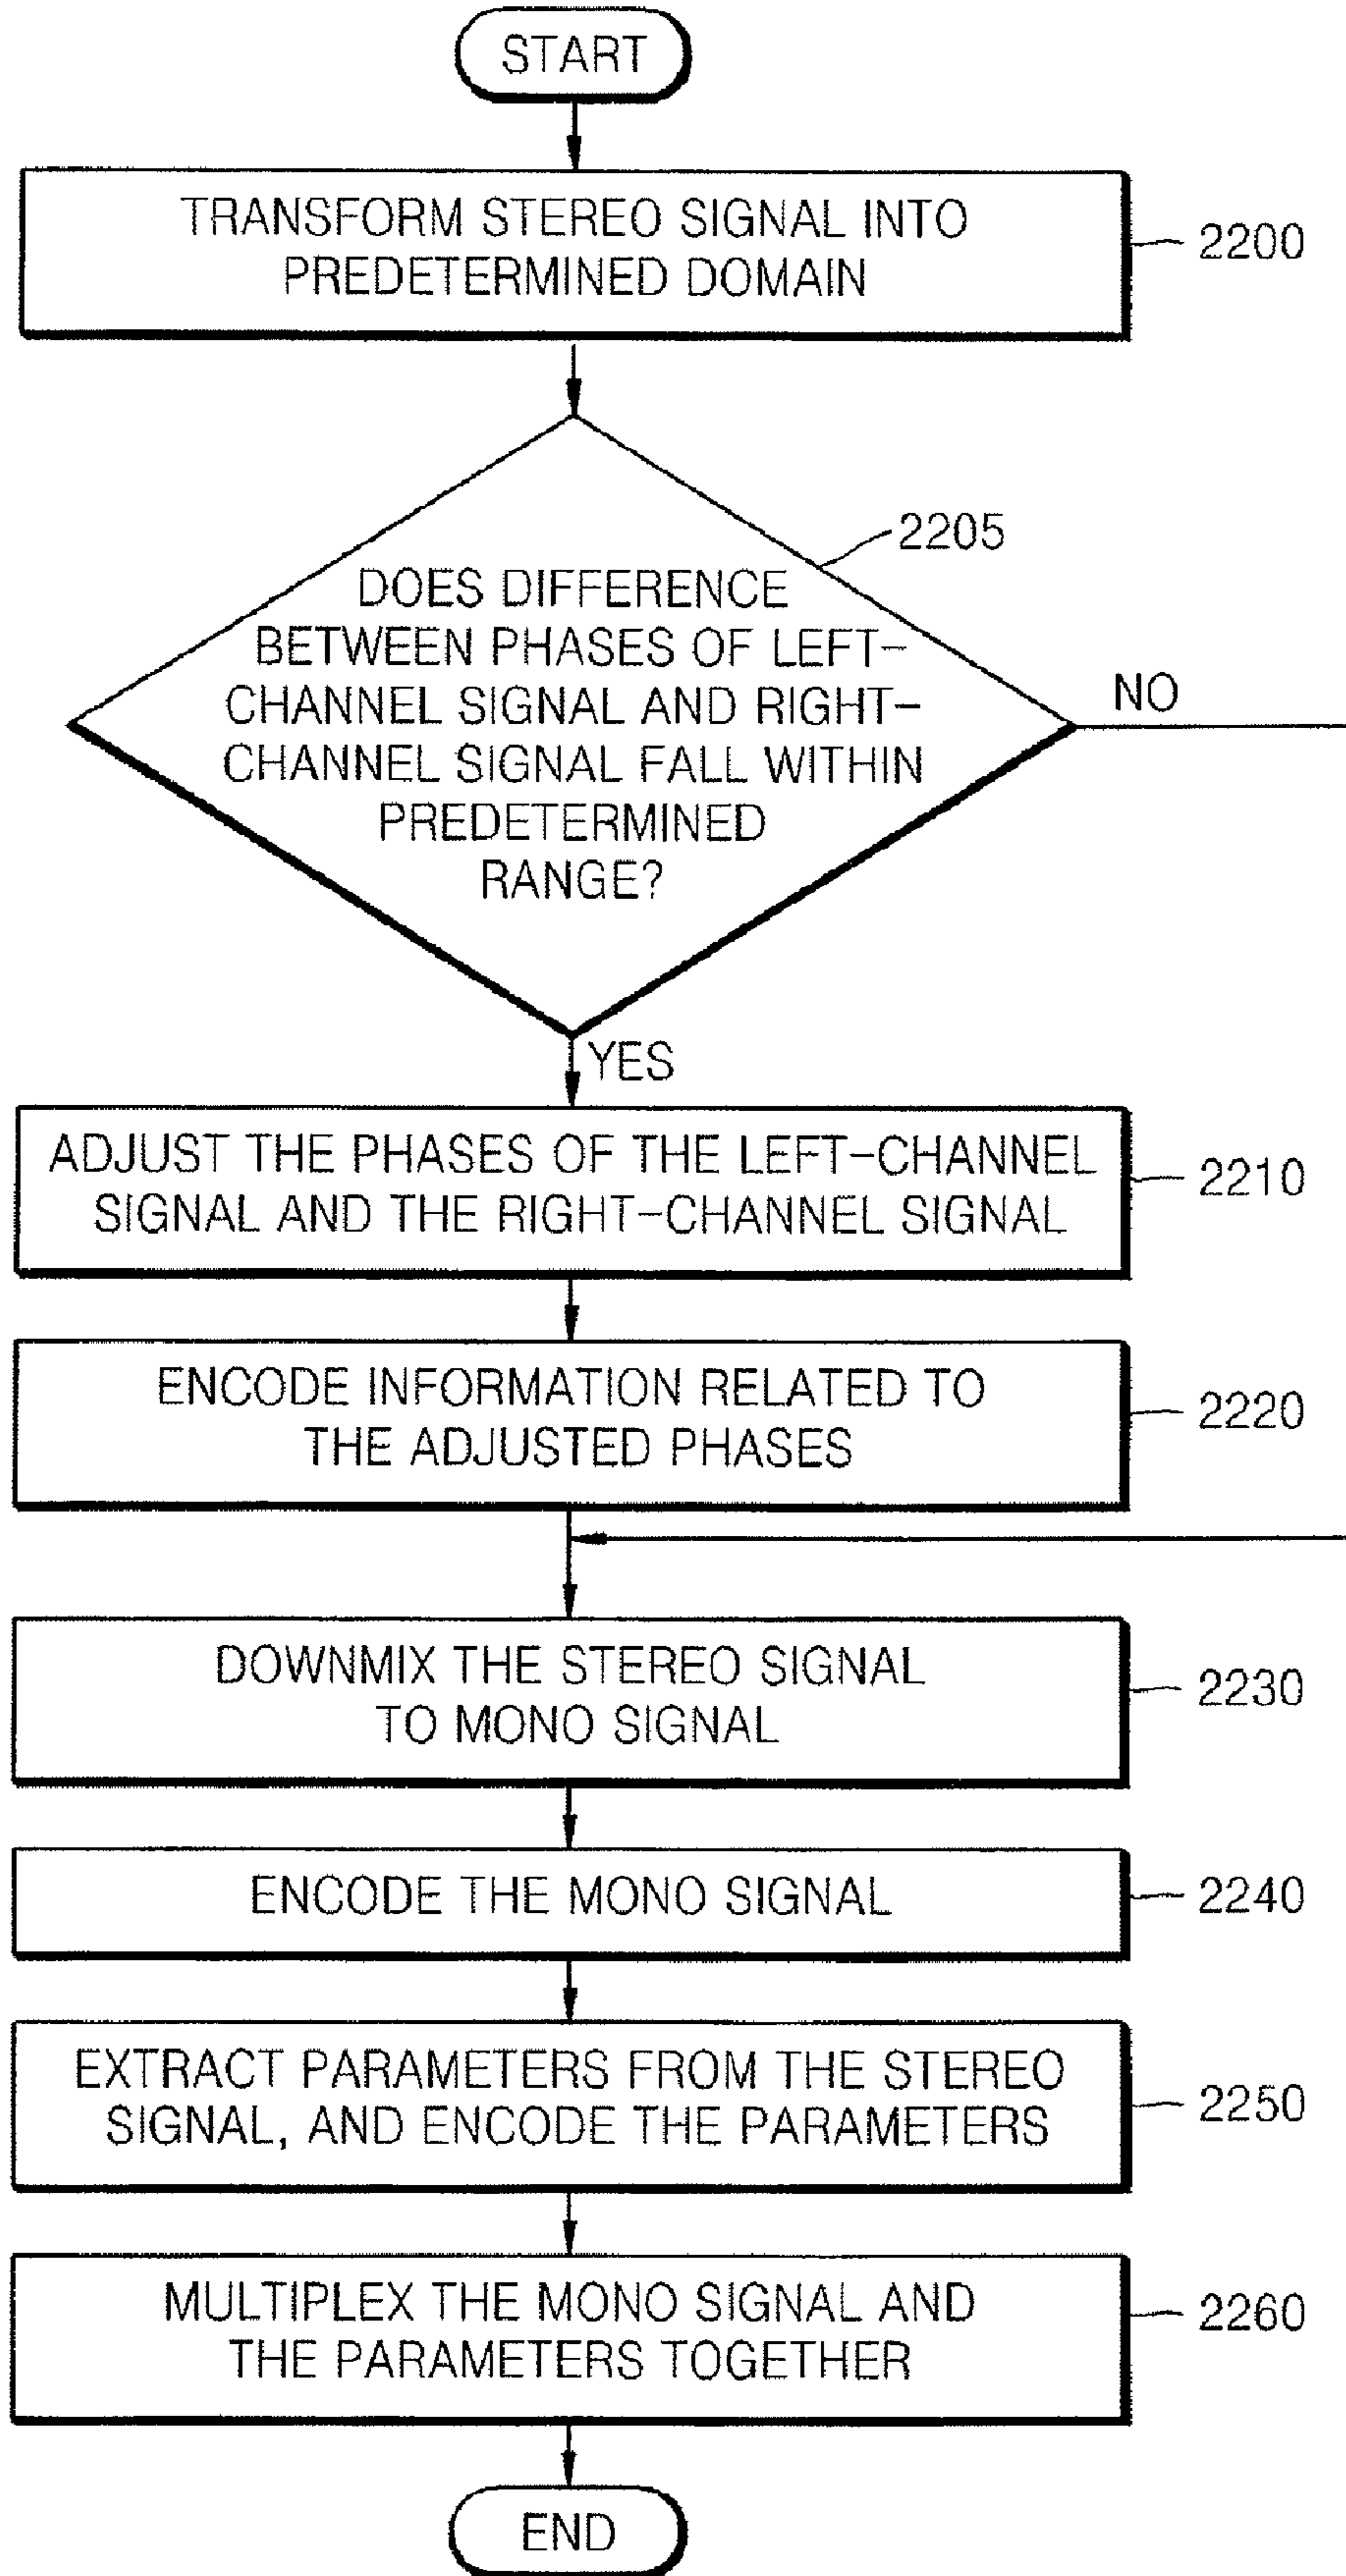 START
TRANSFORM STEREO SIGNAL INTO
PREDETERMINED DOMAIN
2200
2205
DOES DIFFERENCE
BETWEEN PHASES OF LEFT-
CHANNEL SIGNAL AND RIGHT-
CHANNEL SIGNAL FALL WITHIN
PREDETERMINED
RANGE?
NO
YES
ADJUST THE PHASES OF THE LEFT-CHANNEL
SIGNAL AND THE RIGHT-CHANNEL SIGNAL
2210
ENCODE INFORMATION RELATED TO
THE ADJUSTED PHASES
2220
DOWNMIX THE STEREO SIGNAL
TO MONO SIGNAL
2230
ENCODE THE MONO SIGNAL
2240
EXTRACT PARAMETERS FROM THE STEREO
SIGNAL, AND ENCODE THE PARAMETERS
2250
MULTIPLEX THE MONO SIGNAL AND
THE PARAMETERS TOGETHER
2260
END